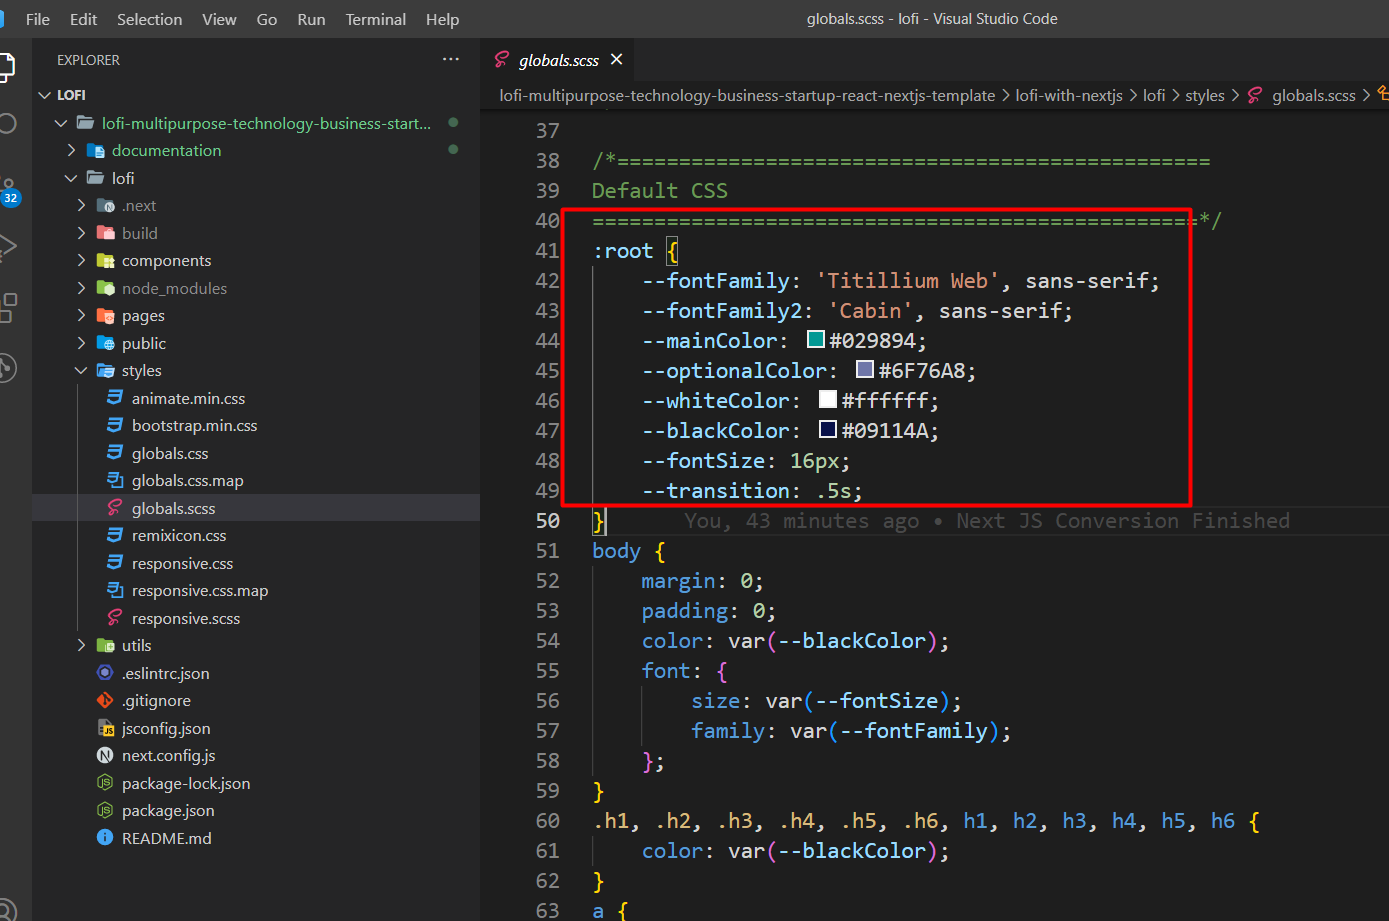 File Edit Selection View Go Run Terminal Help
globals.scss - lofi - Visual Studio Code
EXPLORER ···
LOFI
lofi-multipurpose-technology-business-start...
documentation
lofi
.next
build
components
node_modules
pages
public
styles
animate.min.css
bootstrap.min.css
globals.css
globals.css.map
globals.scss
remixicon.css
responsive.css
responsive.css.map
responsive.scss
utils
.eslintrc.json
.gitignore
jsconfig.json
next.config.js
package-lock.json
package.json
README.md
32
globals.scss ×
lofi-multipurpose-technology-business-startup-react-nextjs-template > lofi-with-nextjs > lofi > styles > globals.scss >
37
38 /*================================================
39 Default CSS
40 =================================================*/
41 :root {
42 --fontFamily: 'Titillium Web', sans-serif;
43 --fontFamily2: 'Cabin', sans-serif;
44 --mainColor: #029894;
45 --optionalColor: #6F76A8;
46 --whiteColor: #ffffff;
47 --blackColor: #09114A;
48 --fontSize: 16px;
49 --transition: .5s;
50 } You, 43 minutes ago • Next JS Conversion Finished
51 body {
52 margin: 0;
53 padding: 0;
54 color: var(--blackColor);
55 font: {
56 size: var(--fontSize);
57 family: var(--fontFamily);
58 };
59 }
60 .h1, .h2, .h3, .h4, .h5, .h6, h1, h2, h3, h4, h5, h6 {
61 color: var(--blackColor);
62 }
63 a {